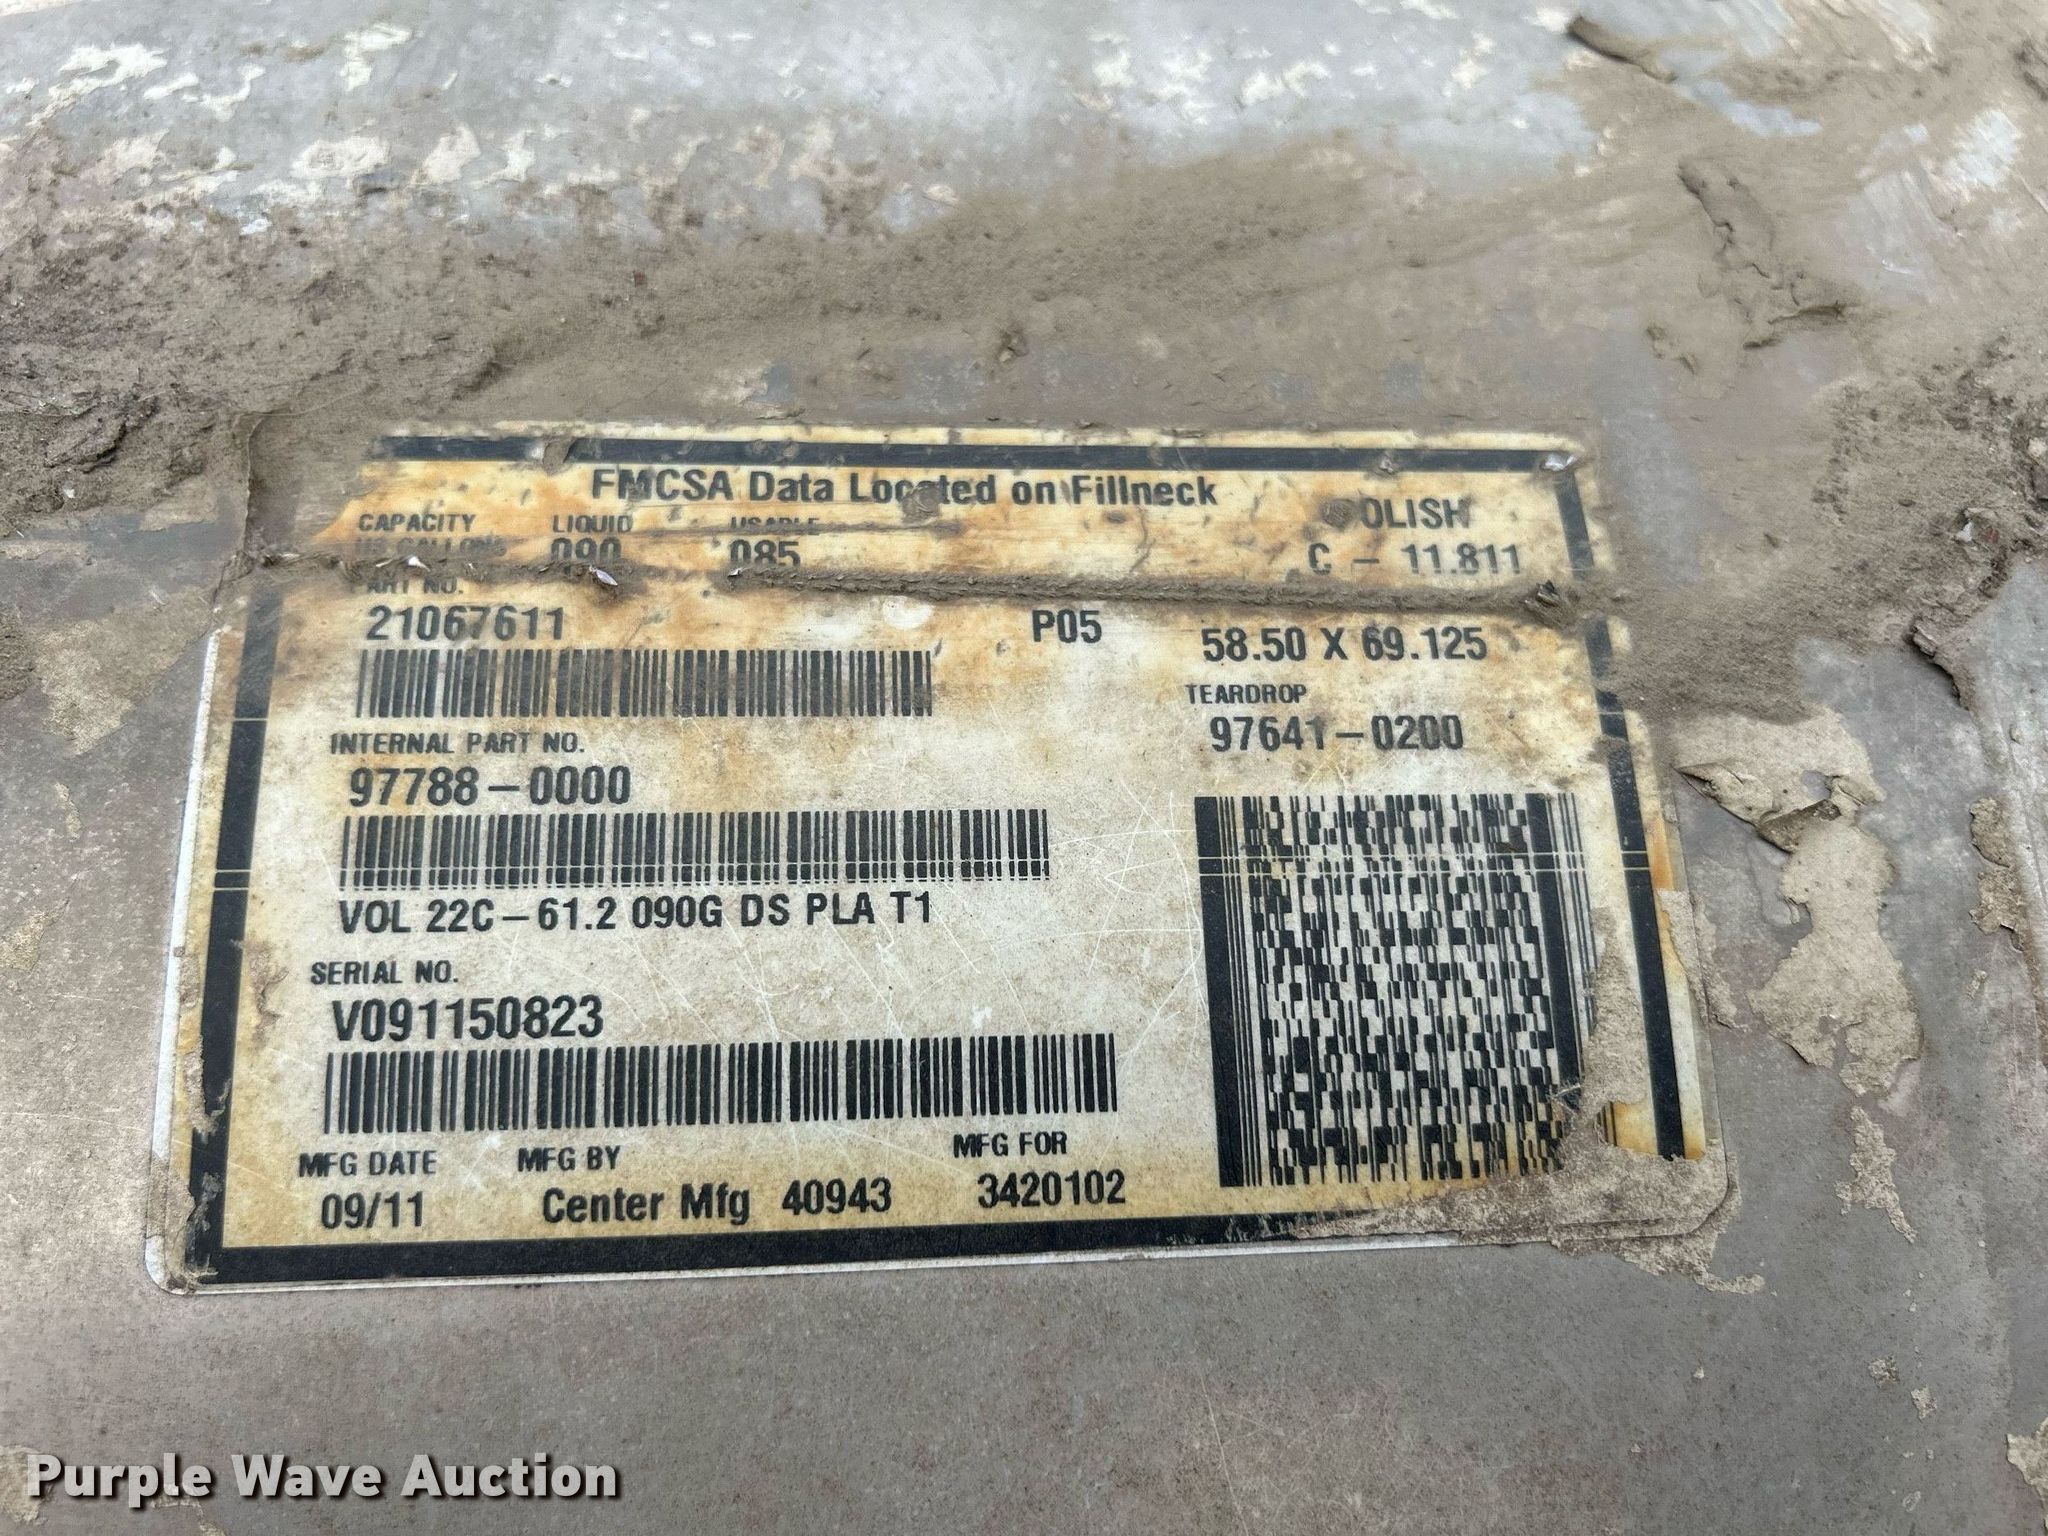 FMCSA Data Located on Fillneck
CAPACITY LIQUID USABLE POLISH
US GALLONS 090 085 C - 11.811
PART NO.
21067611 P05 58.50 X 69.125
TEARDROP
97641-0200
INTERNAL PART NO.
97788-0000
VOL 22C-61.2 090G DS PLA T1
SERIAL NO.
V091150823
MFG DATE MFG BY MFG FOR
09/11 Center Mfg 40943 3420102
Purple Wave Auction